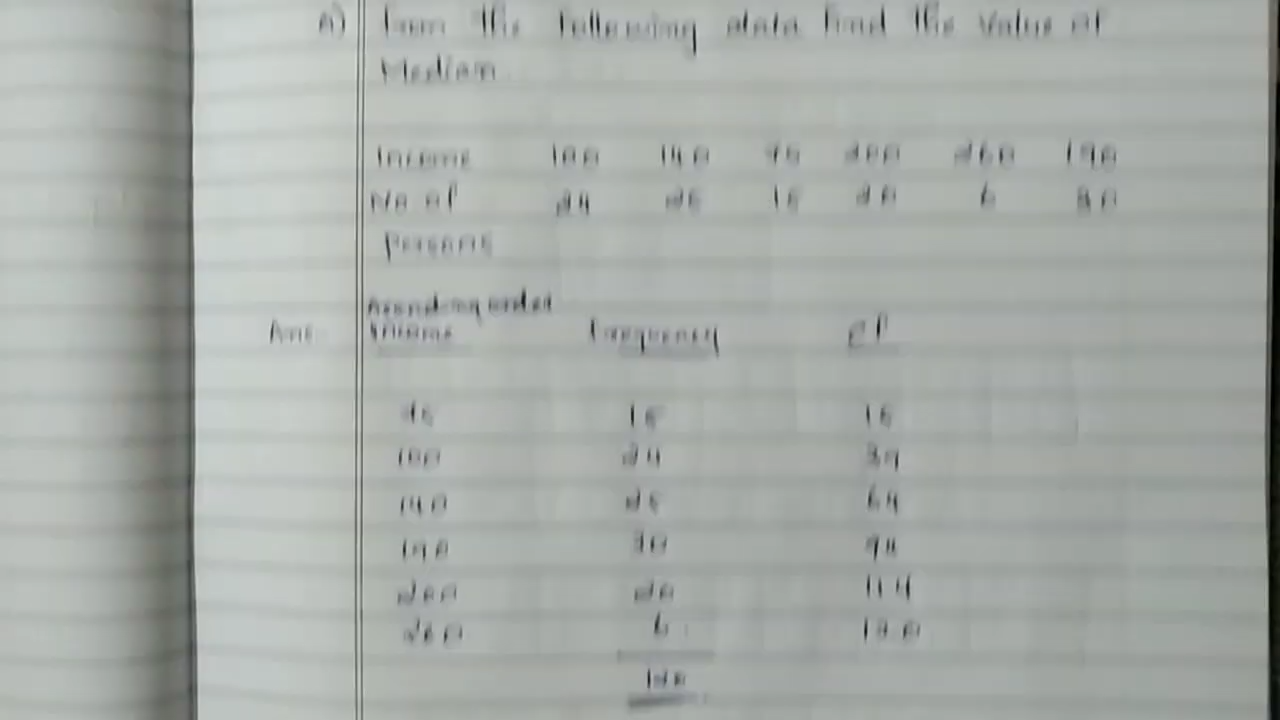 A) From the following data find the value of
Median
Income 100 140 75 200 260 190
No of 24 25 15 20 6 30
Persons
Ascending order
Ans Income Frequency cf
75 15 15
100 24 39
140 25 64
190 30 94
200 20 114
260 6 120
120